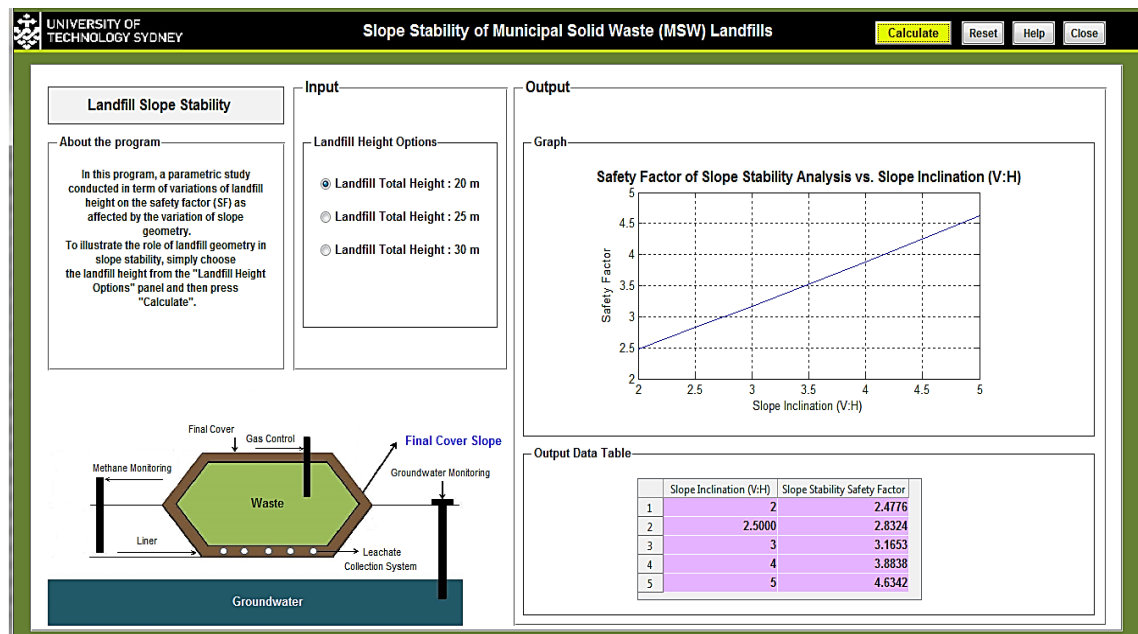 UNIVERSITY OF
TECHNOLOGY SYDNEY
Slope Stability of Municipal Solid Waste (MSW) Landfills
Calculate
Reset
Help
Close
Landfill Slope Stability
About the program
In this program, a parametric study
conducted in term of variations of landfill
height on the safety factor (SF) as
affected by the variation of slope
geometry.
To illustrate the role of landfill geometry in
slope stability, simply choose
the landfill height from the "Landfill Height
Options" panel and then press
"Calculate".
Input
Landfill Height Options
Landfill Total Height : 20 m
Landfill Total Height : 25 m
Landfill Total Height : 30 m
Output
Graph
Safety Factor of Slope Stability Analysis vs. Slope Inclination (V:H)
Safety Factor
5
4.5
4
3.5
3
2.5
2
2 2.5 3 3.5 4 4.5 5
Slope Inclination (V:H)
Final Cover
Gas Control
Final Cover Slope
Methane Monitoring
Groundwater Monitoring
Waste
Liner
Leachate
Collection System
Groundwater
Output Data Table
Slope Inclination (V:H) Slope Stability Safety Factor
1 2 2.4776
2 2.5000 2.8324
3 3 3.1653
4 4 3.8838
5 5 4.6342